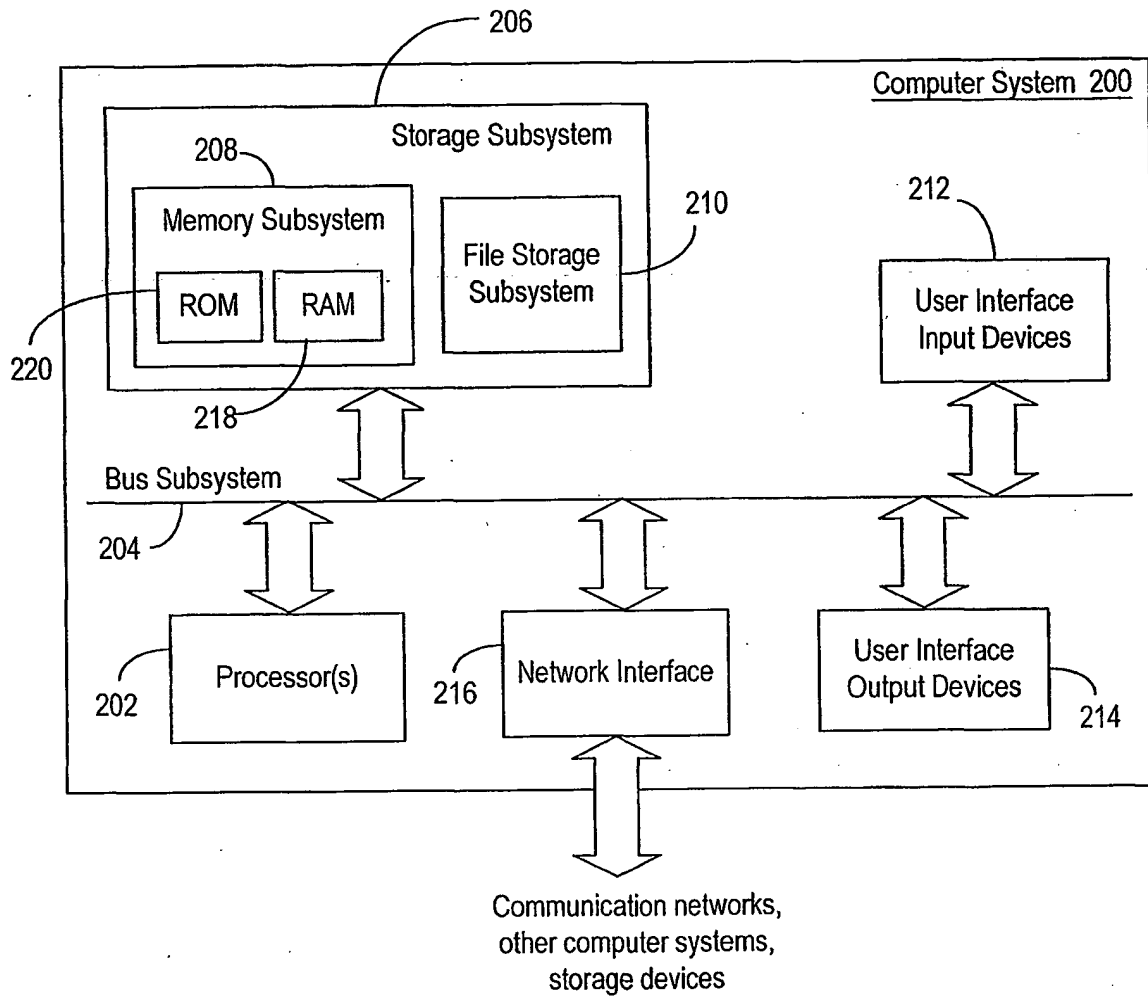 206
Computer System 200
Storage Subsystem
208
Memory Subsystem
210
212
File Storage
Subsystem
ROM
RAM
User Interface
Input Devices
220
218
Bus Subsystem
204
Processor(s)
202
Network Interface
216
User Interface
Output Devices
214
Communication networks,
other computer systems,
storage devices